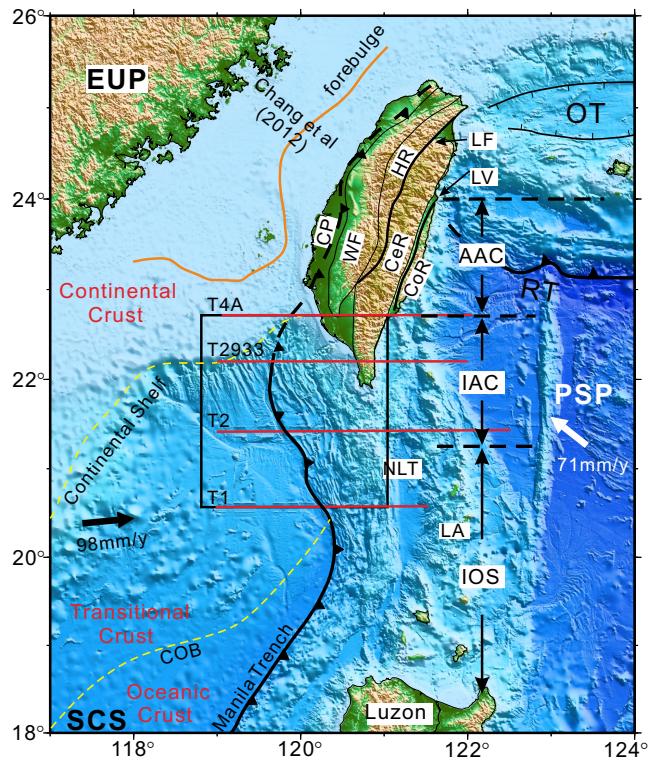 26°
EUP
forebulge
Chang et al
(2012)
OT
LF
HR
LV
24°
CP
WF
CeR
CoR
AAC
RT
Continental
Crust
T4A
T2933
IAC
22°
PSP
Continental Shelf
T2
71mm/y
NLT
T1
98mm/y
LA
20°
IOS
Transitional
Crust
COB
Manila Trench
Oceanic
Crust
SCS
Luzon
18°
118°
120°
122°
124°